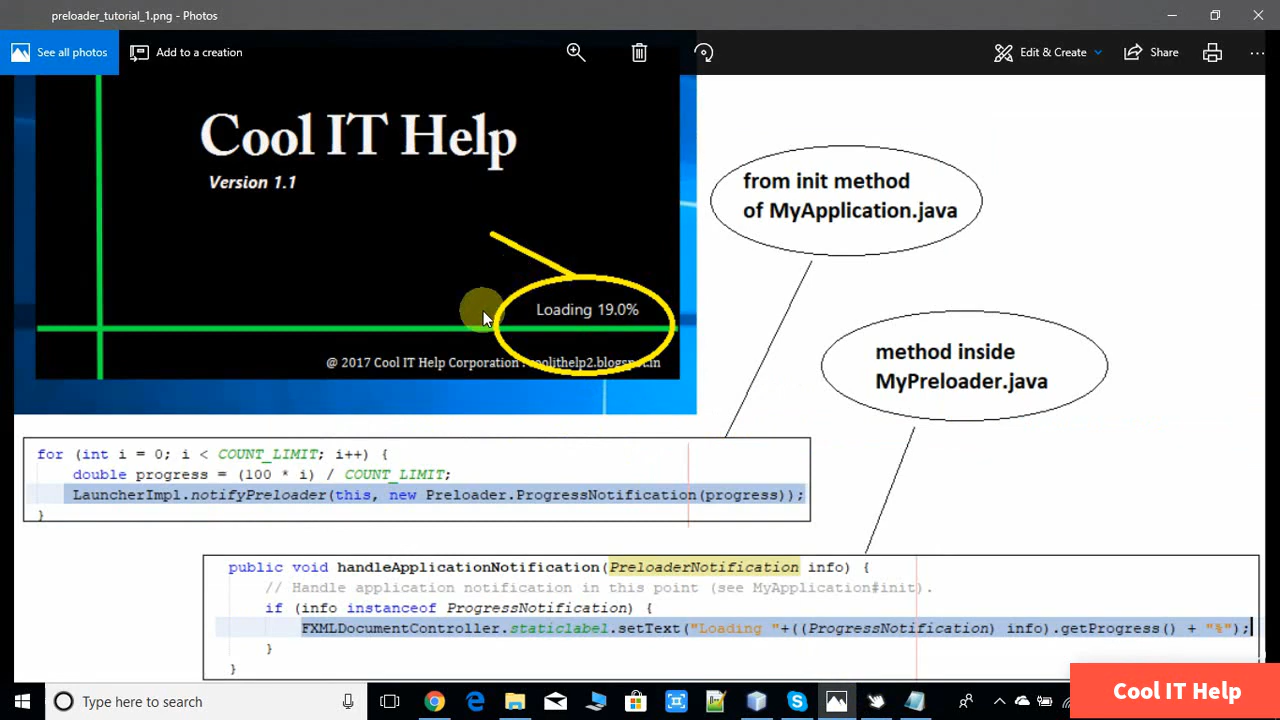 preloader_tutorial_1.png - Photos
See all photos
Add to a creation
Edit & Create
Share
Cool IT Help
Version 1.1
Loading 19.0%
@ 2017 Cool IT Help Corporation . coolithelp2.blogspot.in
from init method
of MyApplication.java
method inside
MyPreloader.java
for (int i = 0; i < COUNT_LIMIT; i++) {
double progress = (100 * i) / COUNT_LIMIT;
LauncherImpl.notifyPreloader(this, new Preloader.ProgressNotification(progress));
}
public void handleApplicationNotification(PreloaderNotification info) {
// Handle application notification in this point (see MyApplication#init).
if (info instanceof ProgressNotification) {
FXMLDocumentController.staticlabel.setText("Loading "+((ProgressNotification) info).getProgress() + "%");
}
}
Type here to search
Cool IT Help